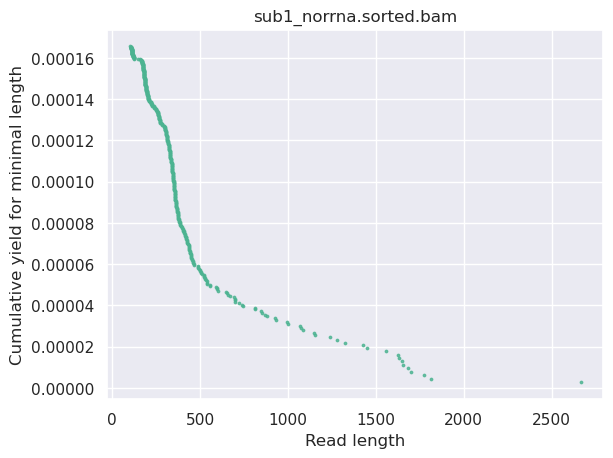 sub1_norrna.sorted.bam
Cumulative yield for minimal length
0.00016
0.00014
0.00012
0.00010
0.00008
0.00006
0.00004
0.00002
0.00000
0 500 1000 1500 2000 2500
Read length